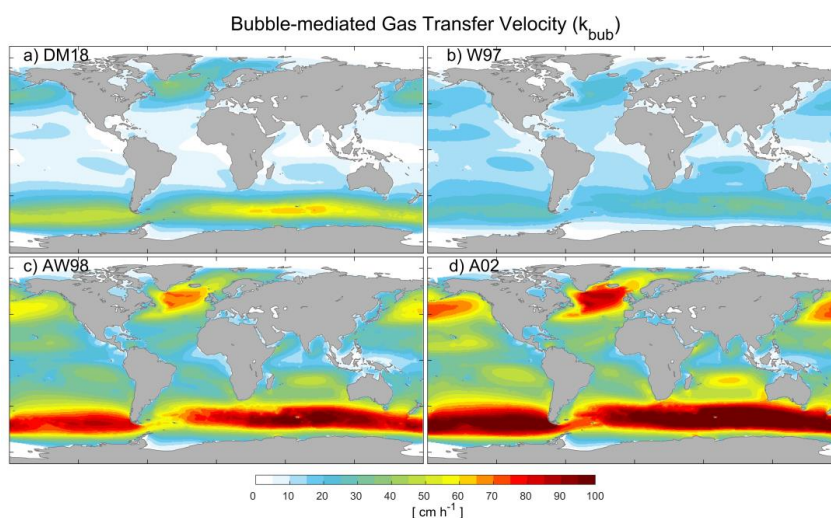 Bubble-mediated Gas Transfer Velocity (k_bub)
a) DM18
b) W97
c) AW98
d) A02
0 10 20 30 40 50 60 70 80 90 100
[ cm h⁻¹ ]